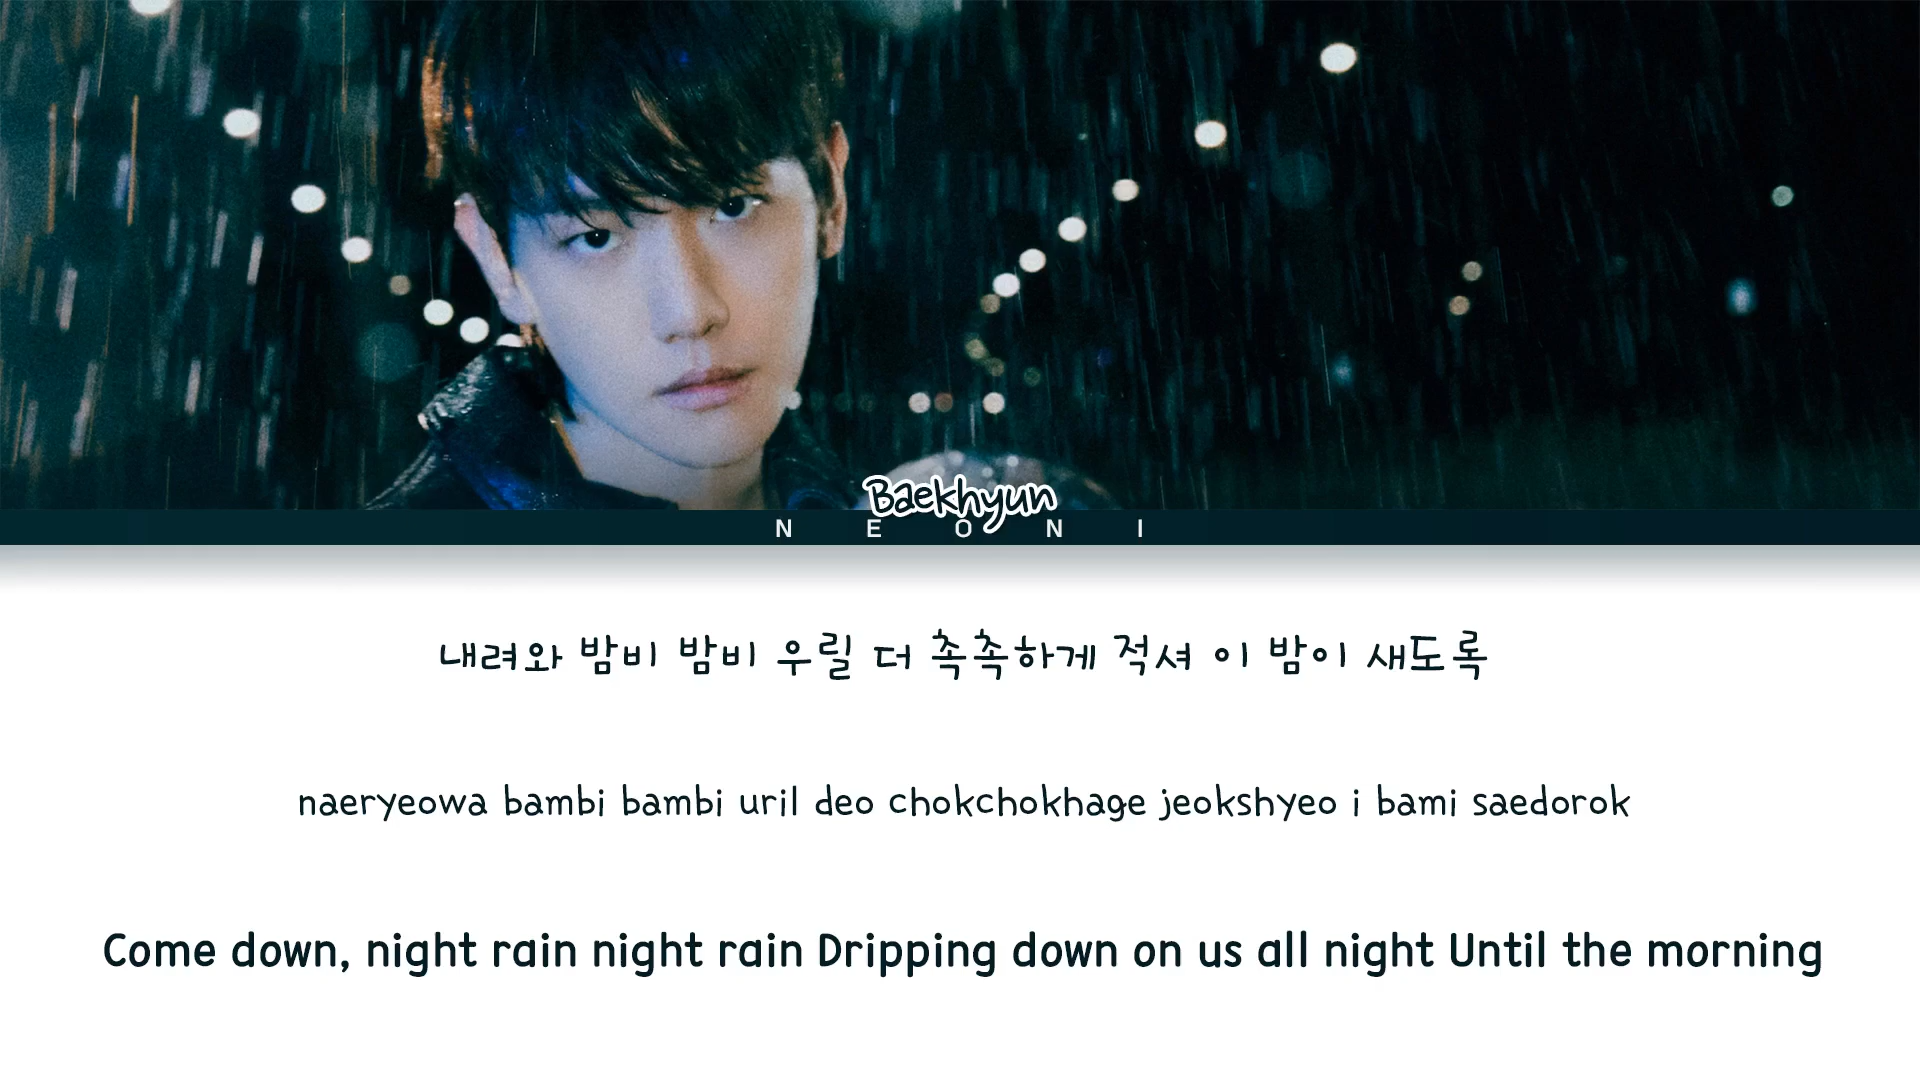 Baekhyun
NEONI
내려와 밤비 밤비 우릴 더 촉촉하게 적셔 이 밤이 새도록
naeryeowa bambi bambi uril deo chokchokhage jeokshyeo i bami saedorok
Come down, night rain night rain Dripping down on us all night Until the morning